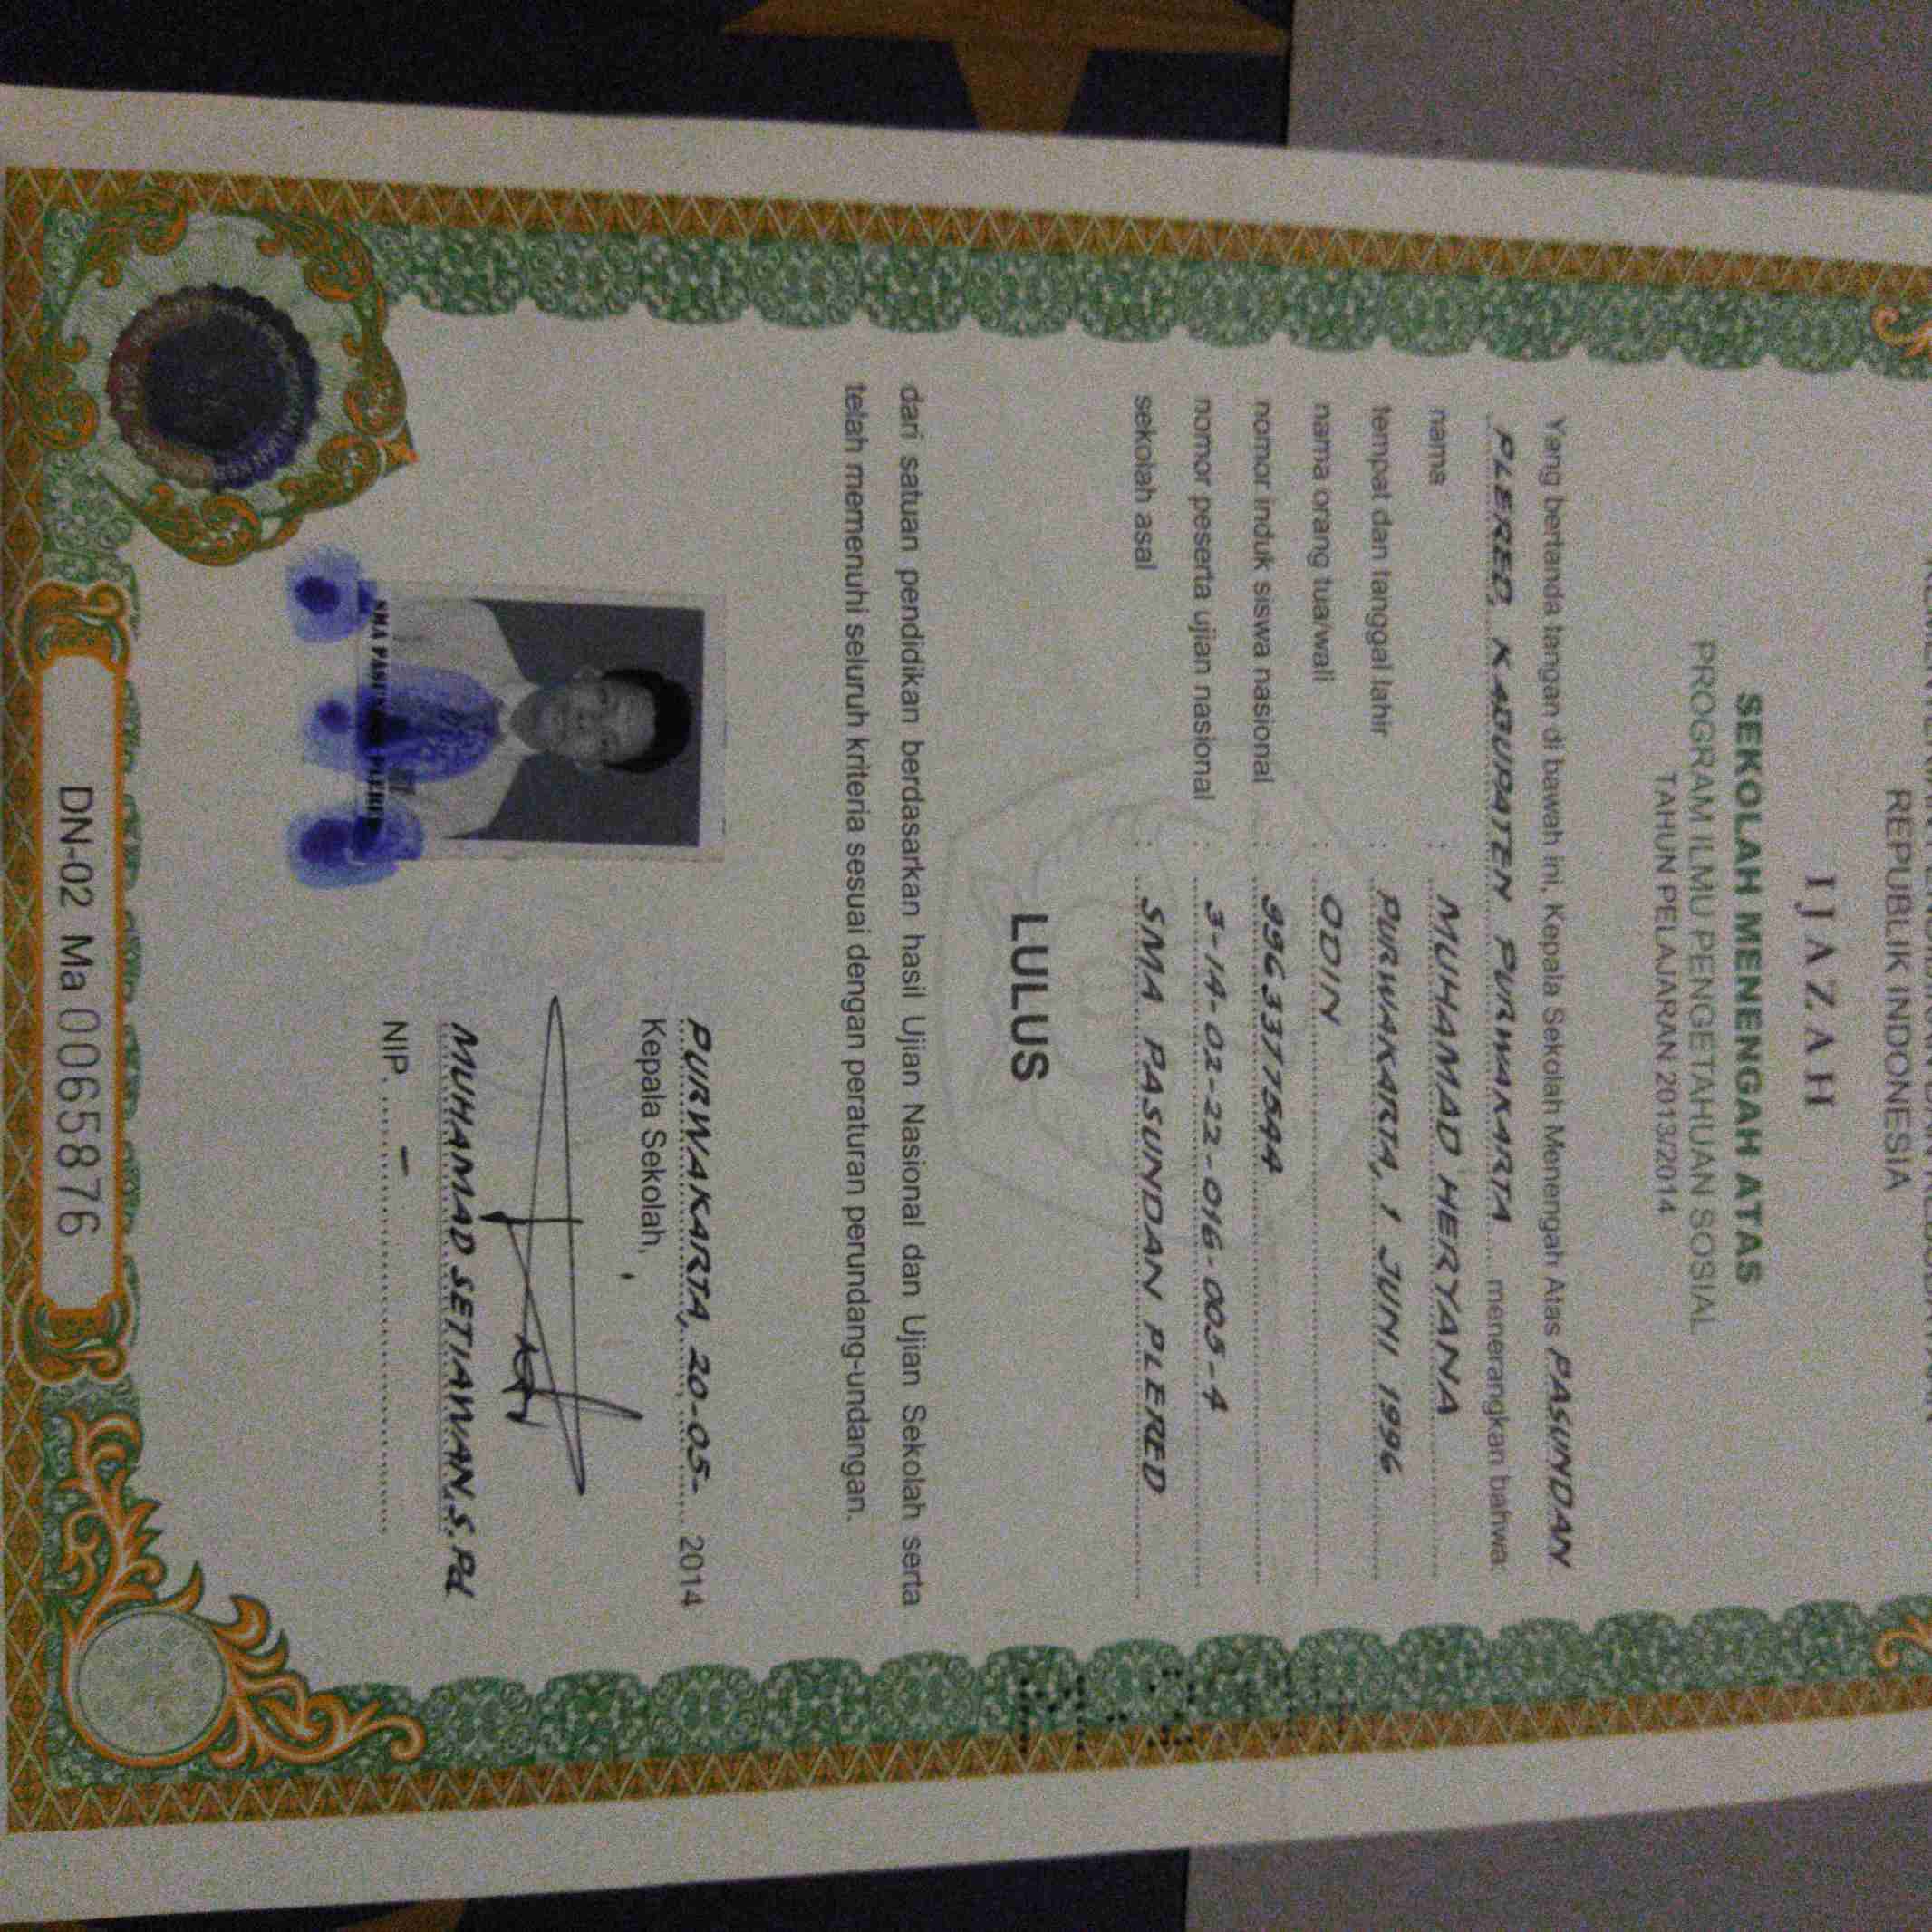 REPUBLIK INDONESIA
IJAZAH
SEKOLAH MENENGAH ATAS
PROGRAM ILMU PENGETAHUAN SOSIAL
TAHUN PELAJARAN 2013/2014
Yang bertanda tangan di bawah ini, Kepala Sekolah Menengah Atas PASUNDAN
PLERED, KABUPATEN PURWAKARTA menerangkan bahwa:
nama : MUHAMAD HERYANA
tempat dan tanggal lahir : PURWAKARTA, 1 JUNI 1996
nama orang tua/wali : ODIN
nomor induk siswa nasional : 9963377544
nomor peserta ujian nasional : 3-14-02-22-016-005-4
sekolah asal : SMA PASUNDAN PLERED
LULUS
dari satuan pendidikan berdasarkan hasil Ujian Nasional dan Ujian Sekolah serta
telah memenuhi seluruh kriteria sesuai dengan peraturan perundang-undangan.
PURWAKARTA, 20-05- 2014
Kepala Sekolah,
MUHAMAD SETIAWAN, S.Pd
NIP. -
SMA PASUNDAN PLERED
DN-02 Ma 0065876